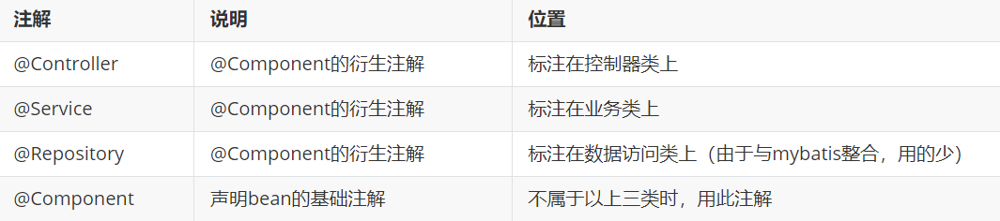 注解 说明 位置
@Controller @Component的衍生注解 标注在控制器类上
@Service @Component的衍生注解 标注在业务类上
@Repository @Component的衍生注解 标注在数据访问类上（由于与mybatis整合，用的少）
@Component 声明bean的基础注解 不属于以上三类时，用此注解